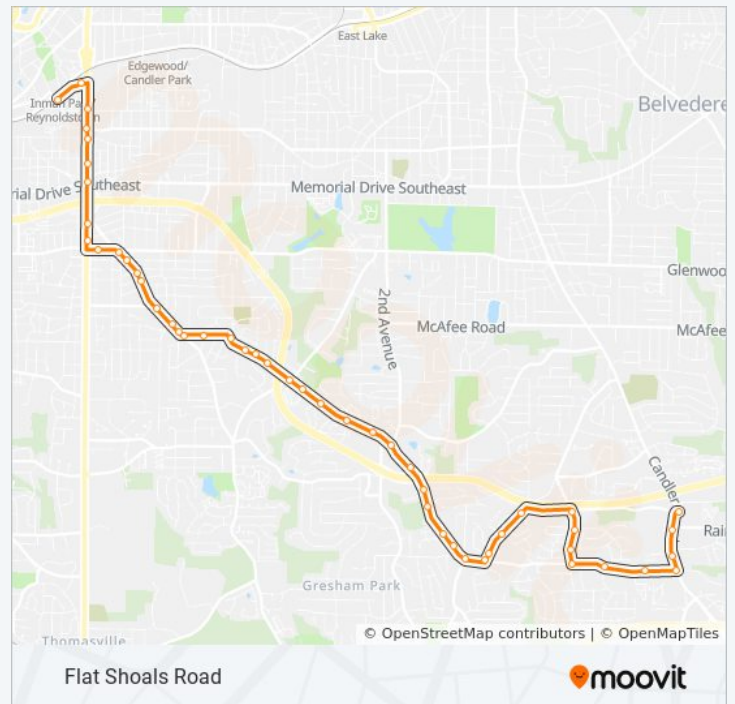 East Lake
Edgewood/
Candler Park
Inman Park/
Reynoldstown
Belvedere
rial Drive Southeast
Memorial Drive Southeast
Glenwoo
2nd Avenue
McAfee Road
McAfee
Candler
Rai
Gresham Park
Thomasville
© OpenStreetMap contributors | © OpenMapTiles
Flat Shoals Road
moovit